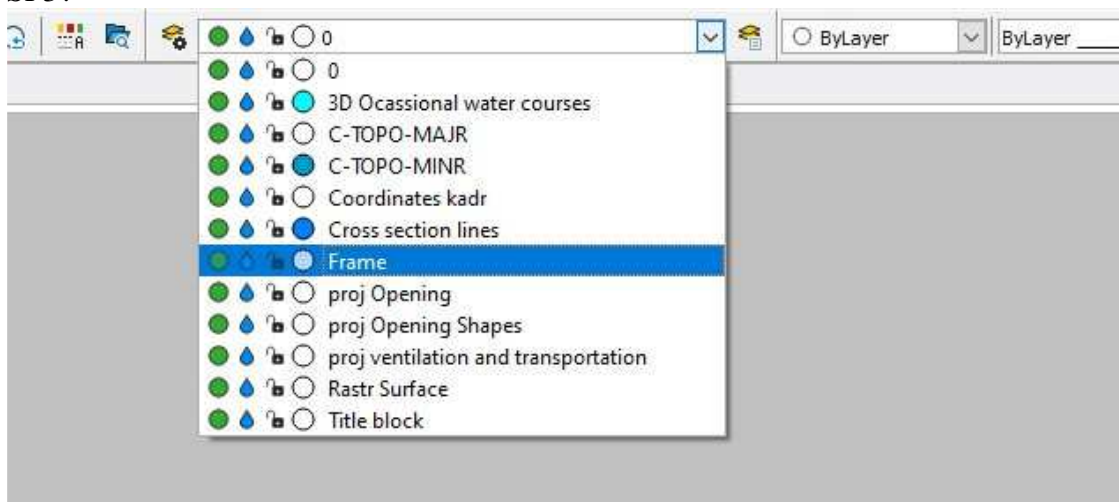 0 ByLayer ByLayer
0
3D Ocassional water courses
C-TOPO-MAJR
C-TOPO-MINR
Coordinates kadr
Cross section lines
Frame
proj Opening
proj Opening Shapes
proj ventilation and transportation
Rastr Surface
Title block